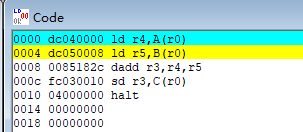 Code
0000 dc040000 ld r4,A(r0)
0004 dc050008 ld r5,B(r0)
0008 0085182c dadd r3,r4,r5
000c fc030010 sd r3,C(r0)
0010 04000000 halt
0014 00000000
0018 00000000